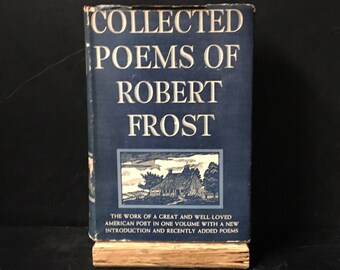 COLLECTED
POEMS OF
ROBERT
FROST
THE WORK OF A GREAT AND WELL-LOVED
AMERICAN POET IN ONE VOLUME WITH A NEW
INTRODUCTION AND RECENTLY ADDED POEMS